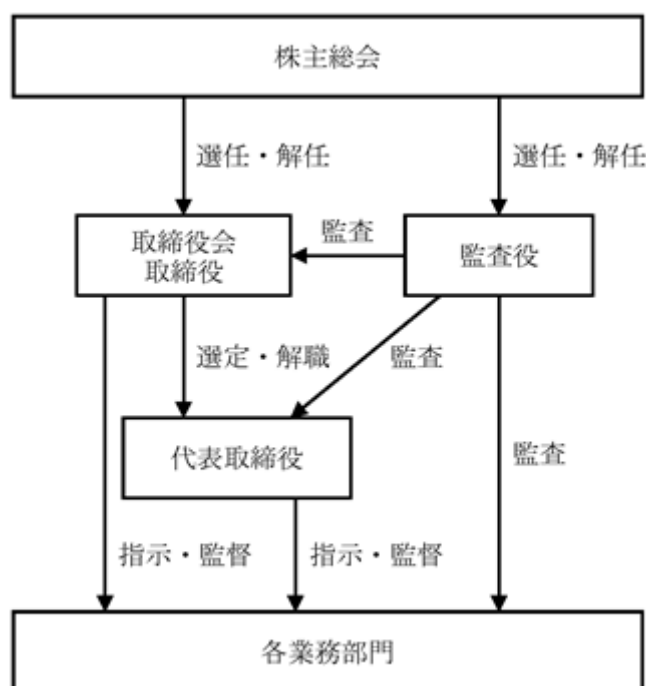 株主総会
選任・解任
選任・解任
取締役会
取締役
監査
監査役
選定・解職
監査
代表取締役
監査
指示・監督
指示・監督
各業務部門